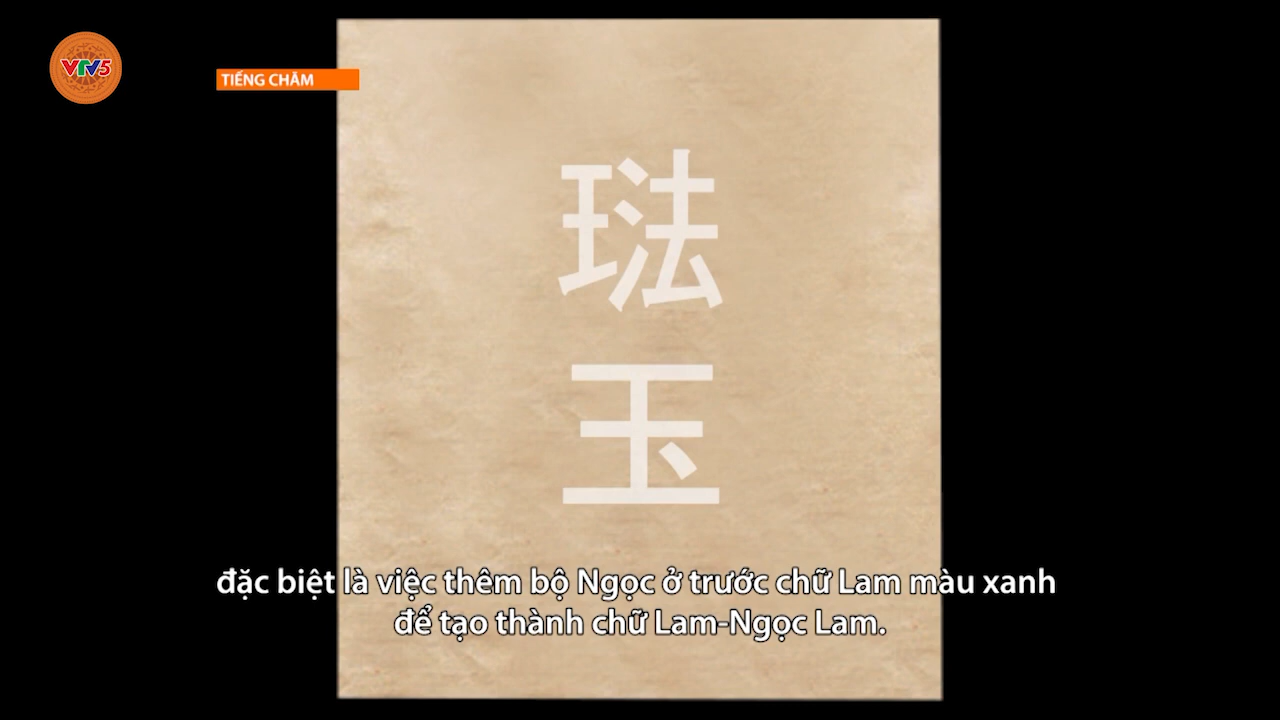 VTV5
TIẾNG CHĂM
琺
玉
đặc biệt là việc thêm bộ Ngọc ở trước chữ Lam màu xanh
để tạo thành chữ Lam-Ngọc Lam.